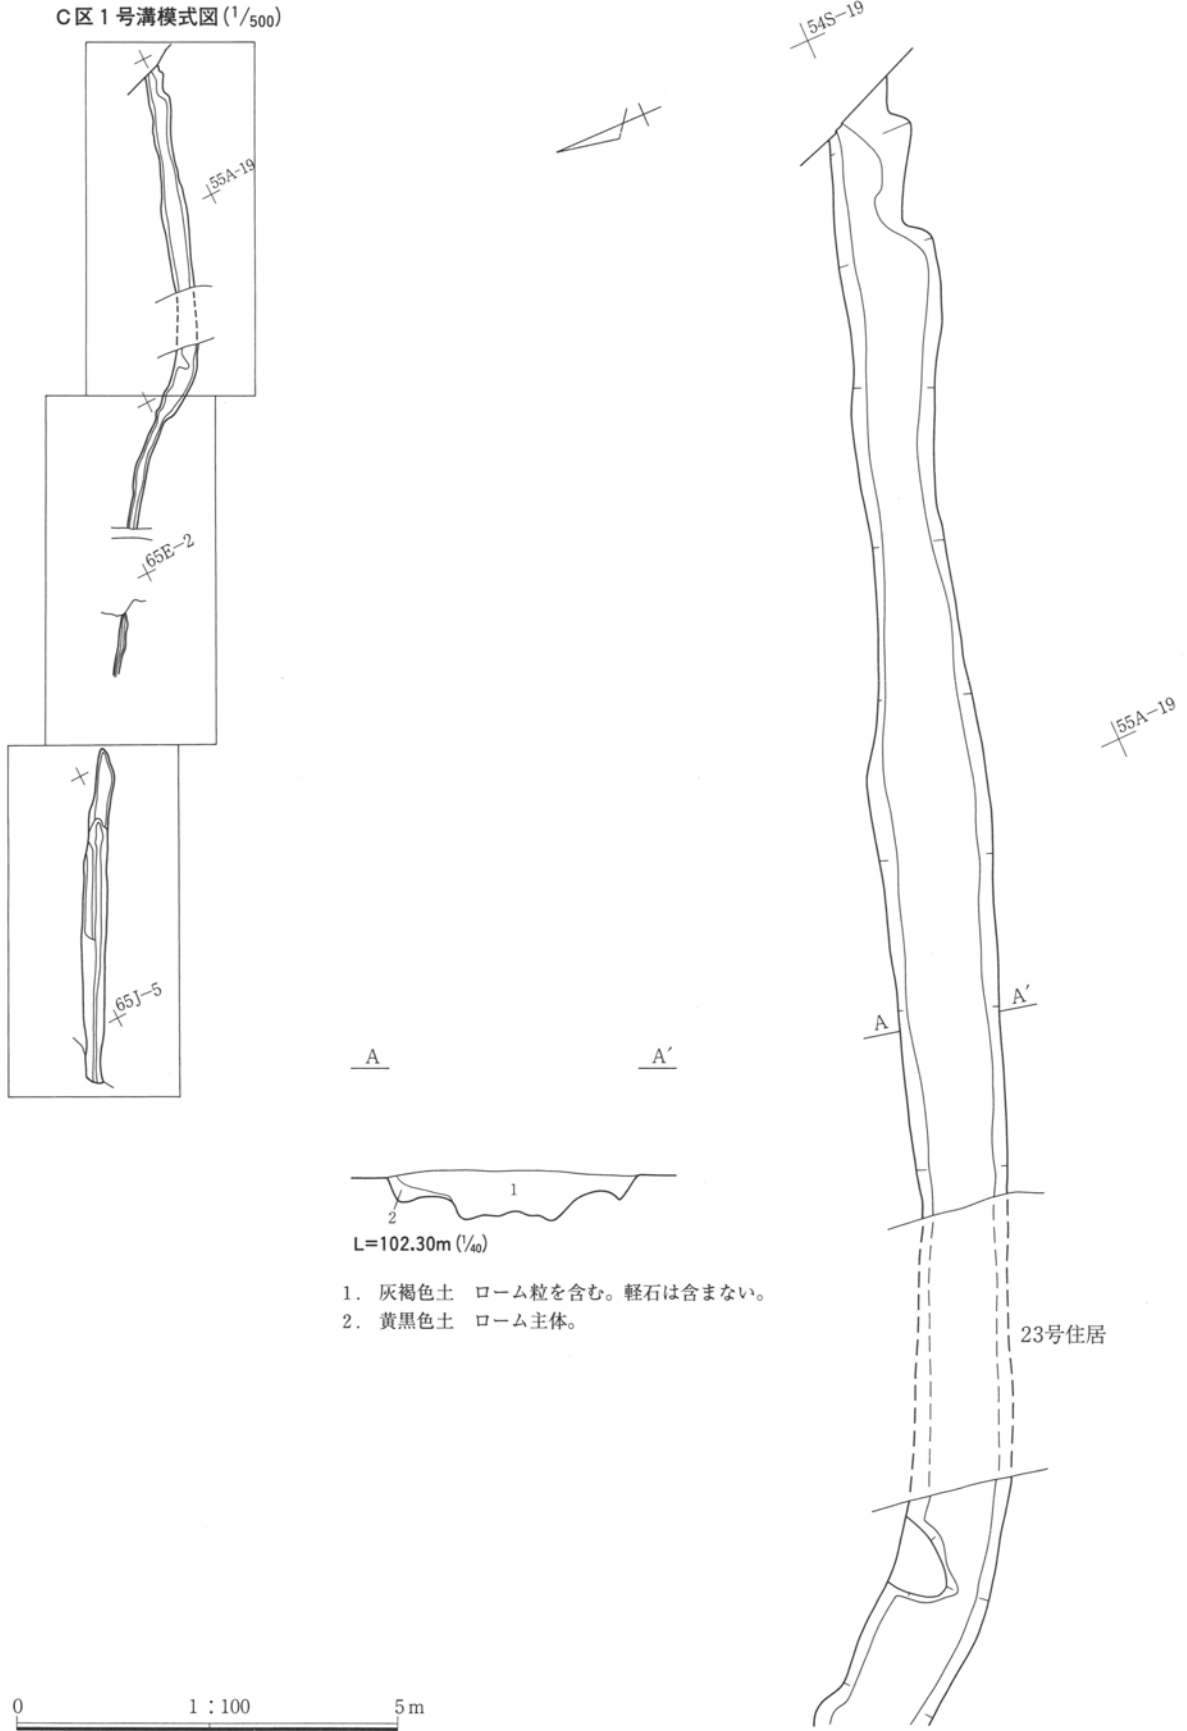 C区1号溝模式図(1/500)
54S-19
55A-19
65E-2
65J-5
55A-19
A A′
A A′
1
2
L=102.30m(1/40)
1. 灰褐色土 ローム粒を含む。軽石は含まない。
2. 黄黒色土 ローム主体。
23号住居
0 1:100 5m